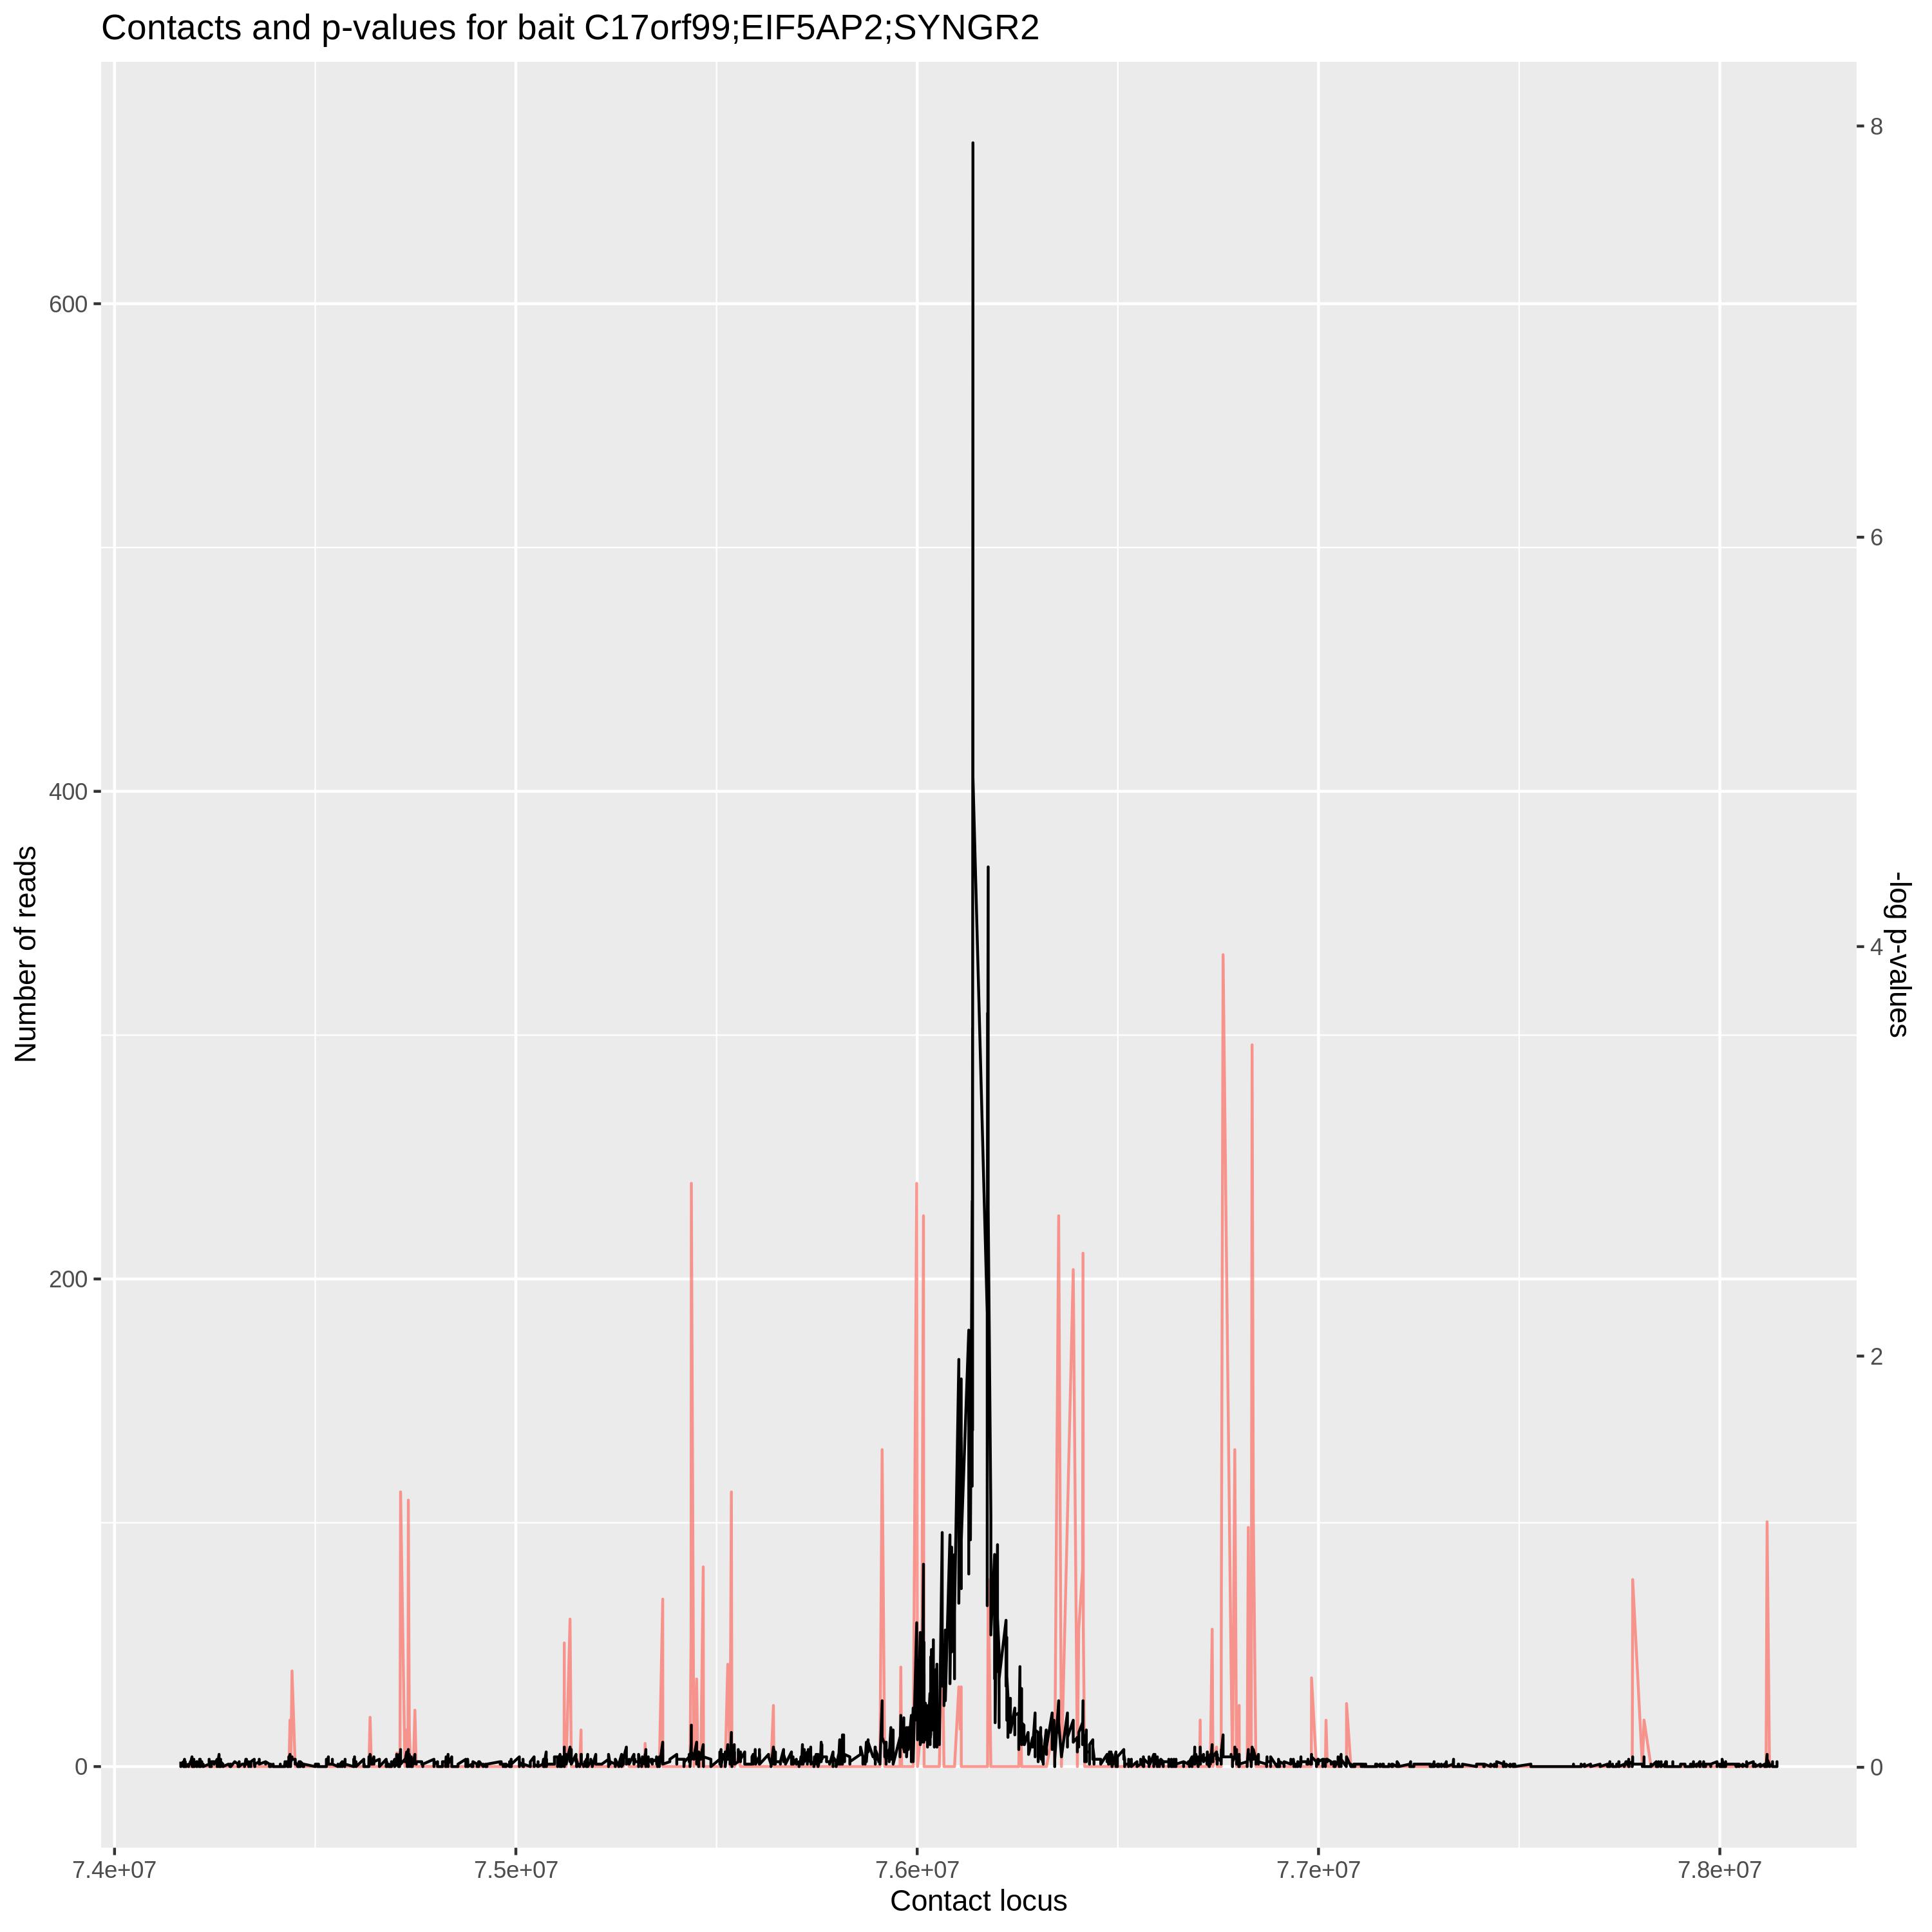 Contacts and p-values for bait C17orf99;EIF5AP2;SYNGR2
8
600
6
400
4
Number of reads
-log p-values
200
2
0
0
7.4e+07 7.5e+07 7.6e+07 7.7e+07 7.8e+07
Contact locus